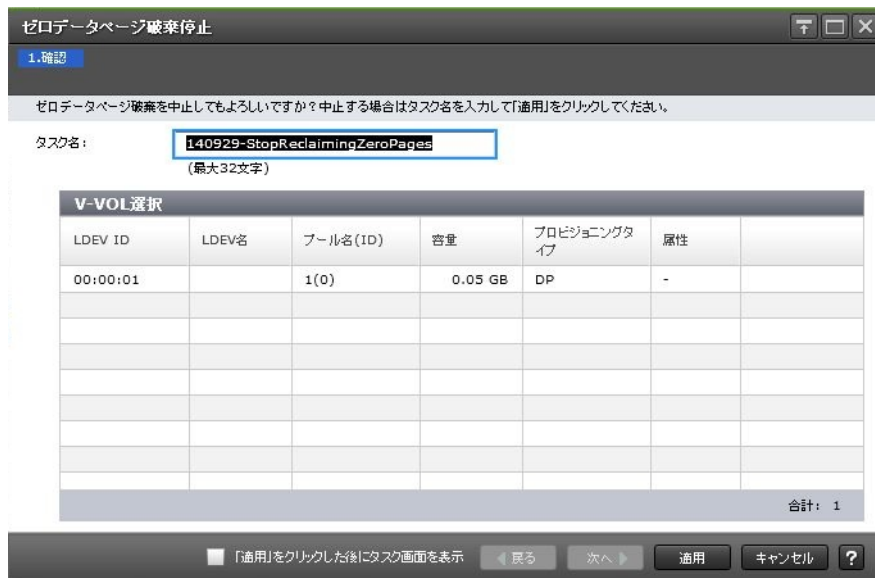 ゼロデータページ破棄停止
1.確認
ゼロデータページ破棄を中止してもよろしいですか？中止する場合はタスク名を入力して「適用」をクリックしてください。
タスク名： 140929-StopReclaimingZeroPages
(最大32文字)
V-VOL選択
LDEV ID LDEV名 プール名(ID) 容量 プロビジョニングタイプ 属性
00:00:01 1(0) 0.05 GB DP -
合計： 1
「適用」をクリックした後にタスク画面を表示 戻る 次へ 適用 キャンセル ?